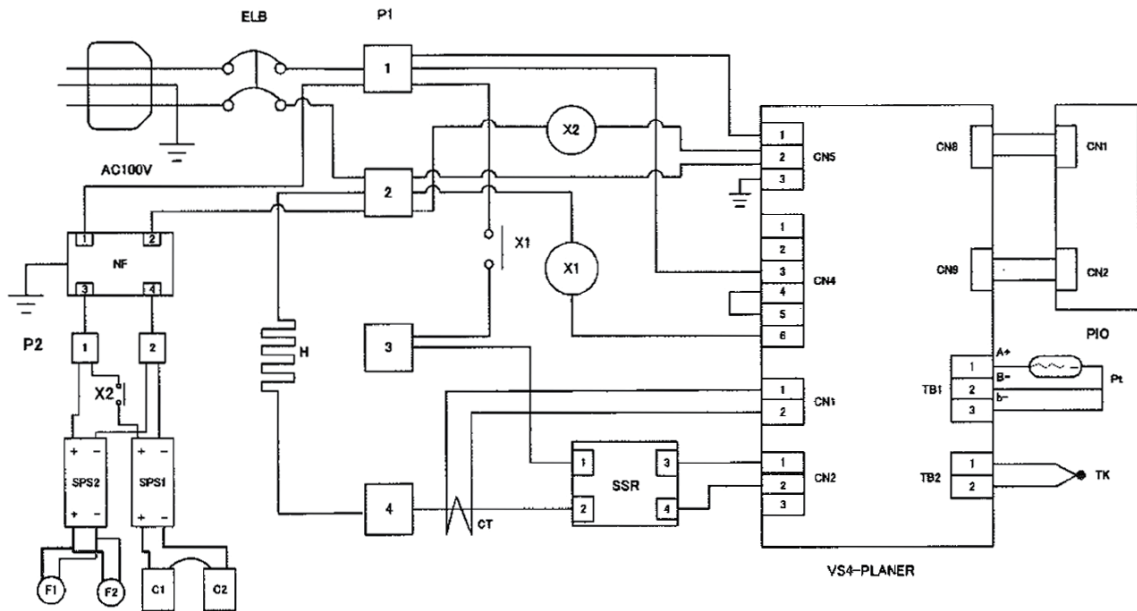 ELB
P1
1
X2
1
2
3
CN5
CN8
CN1
AC100V
2
1
2
NF
3
4
X1
X1
1
2
3
4
5
6
CN4
CN9
CN2
P2
1
2
X2
H
3
PIO
1
2
3
TB1
A+
B-
b-
Pt
1
2
CN1
+ -
SPS2
+ -
+ -
SPS1
+ -
4
CT
1
2
SSR
3
4
1
2
3
CN2
TB2
1
2
TK
F1
F2
C1
C2
VS4-PLANER